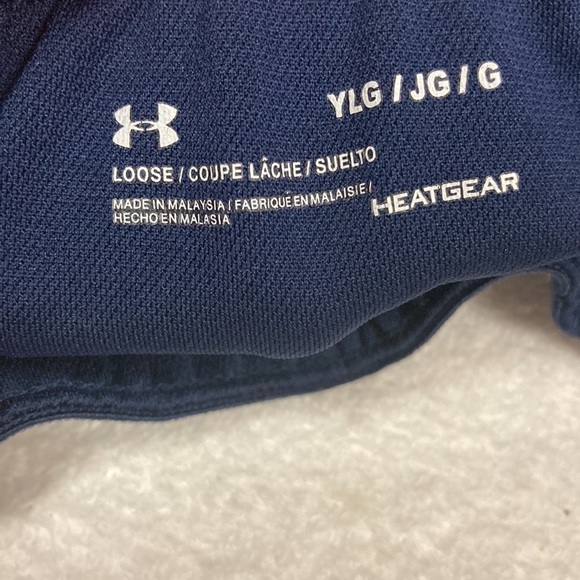 YLG / JG / G
LOOSE / COUPE LÂCHE / SUELTO
MADE IN MALAYSIA / FABRIQUÉ EN MALAISIE /
HECHO EN MALASIA
HEATGEAR